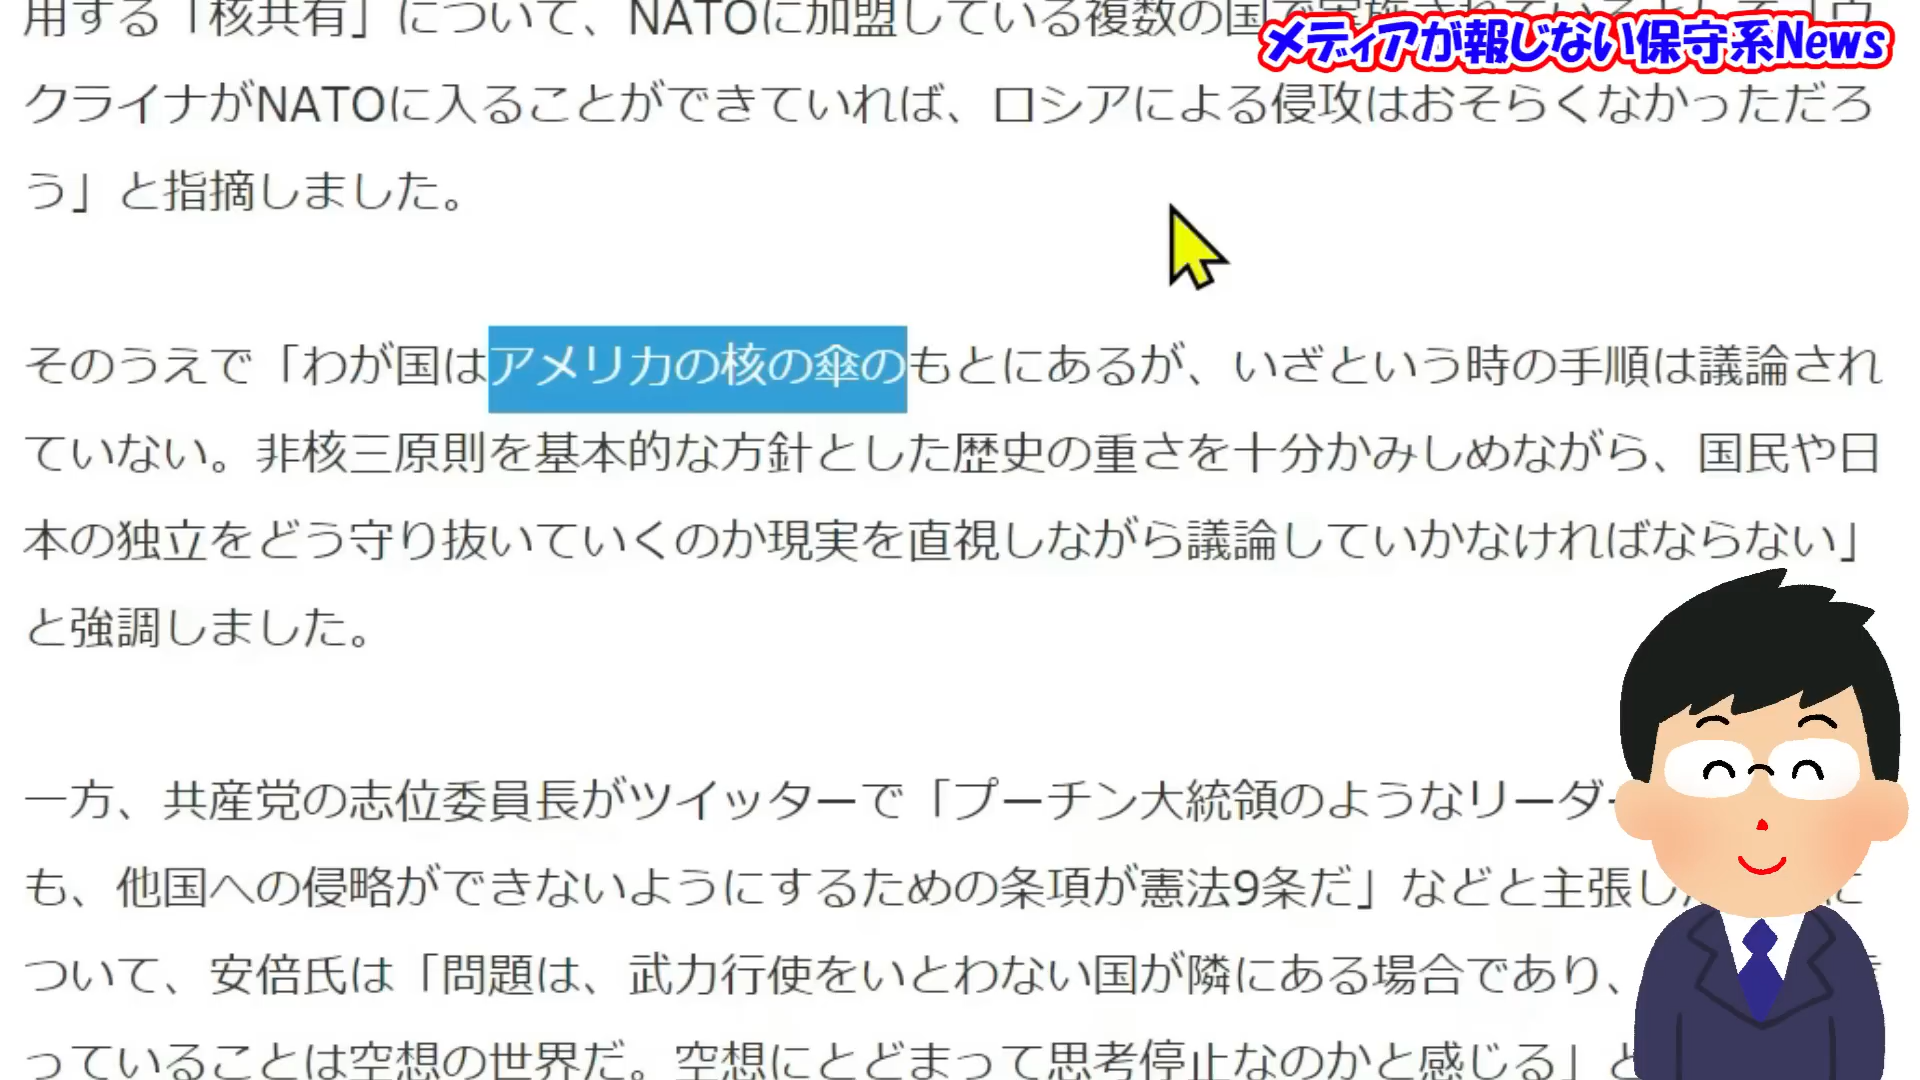 用する「核共有」について、NATOに加盟している複数の国で実施されているとして「ウ
メディアが報じない保守系News
クライナがNATOに入ることができていれば、ロシアによる侵攻はおそらくなかっただろ
う」と指摘しました。
そのうえで「わが国はアメリカの核の傘のもとにあるが、いざという時の手順は議論され
ていない。非核三原則を基本的な方針とした歴史の重さを十分かみしめながら、国民や日
本の独立をどう守り抜いていくのか現実を直視しながら議論していかなければならない」
と強調しました。
一方、共産党の志位委員長がツイッターで「プーチン大統領のようなリーダー
も、他国への侵略ができないようにするための条項が憲法9条だ」などと主張し に
ついて、安倍氏は「問題は、武力行使をいとわない国が隣にある場合であり、
っていることは空想の世界だ。空想にとどまって思考停止なのかと感じる」と